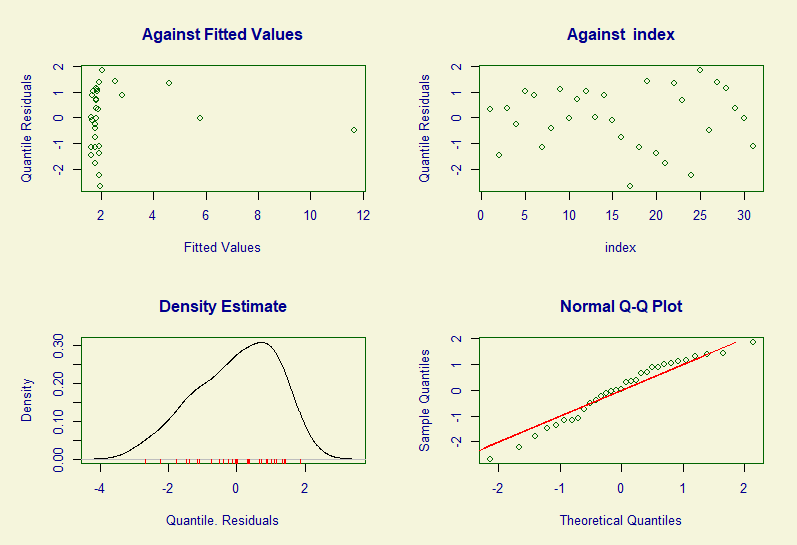 Against Fitted Values
Quantile Residuals
-2 -1 0 1 2
2 4 6 8 10 12
Fitted Values
Against  index
Quantile Residuals
-2 -1 0 1 2
0 5 10 15 20 25 30
index
Density Estimate
Density
0.00 0.10 0.20 0.30
-4 -2 0 2
Quantile. Residuals
Normal Q-Q Plot
Sample Quantiles
-2 -1 0 1 2
-2 -1 0 1 2
Theoretical Quantiles